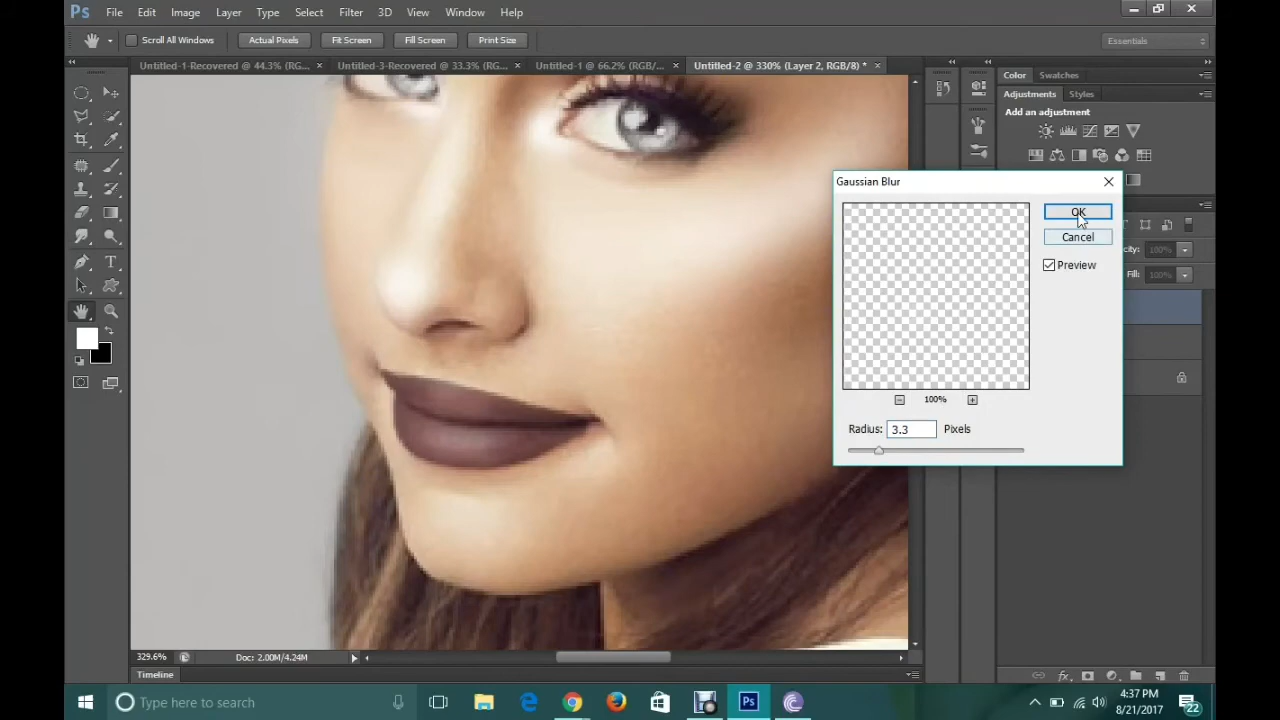 Ps File Edit Image Layer Type Select Filter 3D View Window Help
Scroll All Windows Actual Pixels Fit Screen Fill Screen Print Size Essentials
Untitled-1-Recovered @ 44.3% (RG... × Untitled-3-Recovered @ 33.3% (RG... × Untitled-1 @ 66.2% (RGB/... × Untitled-2 @ 330% (Layer 2, RGB/8) * ×
Color Swatches
Adjustments Styles
Add an adjustment
Gaussian Blur
OK
Cancel
Preview
100%
100%
100%
Radius: 3.3 Pixels
329.6% Doc: 2.00M/4.24M
Timeline
Type here to search
Ps
4:37 PM
8/21/2017
22
Fill: